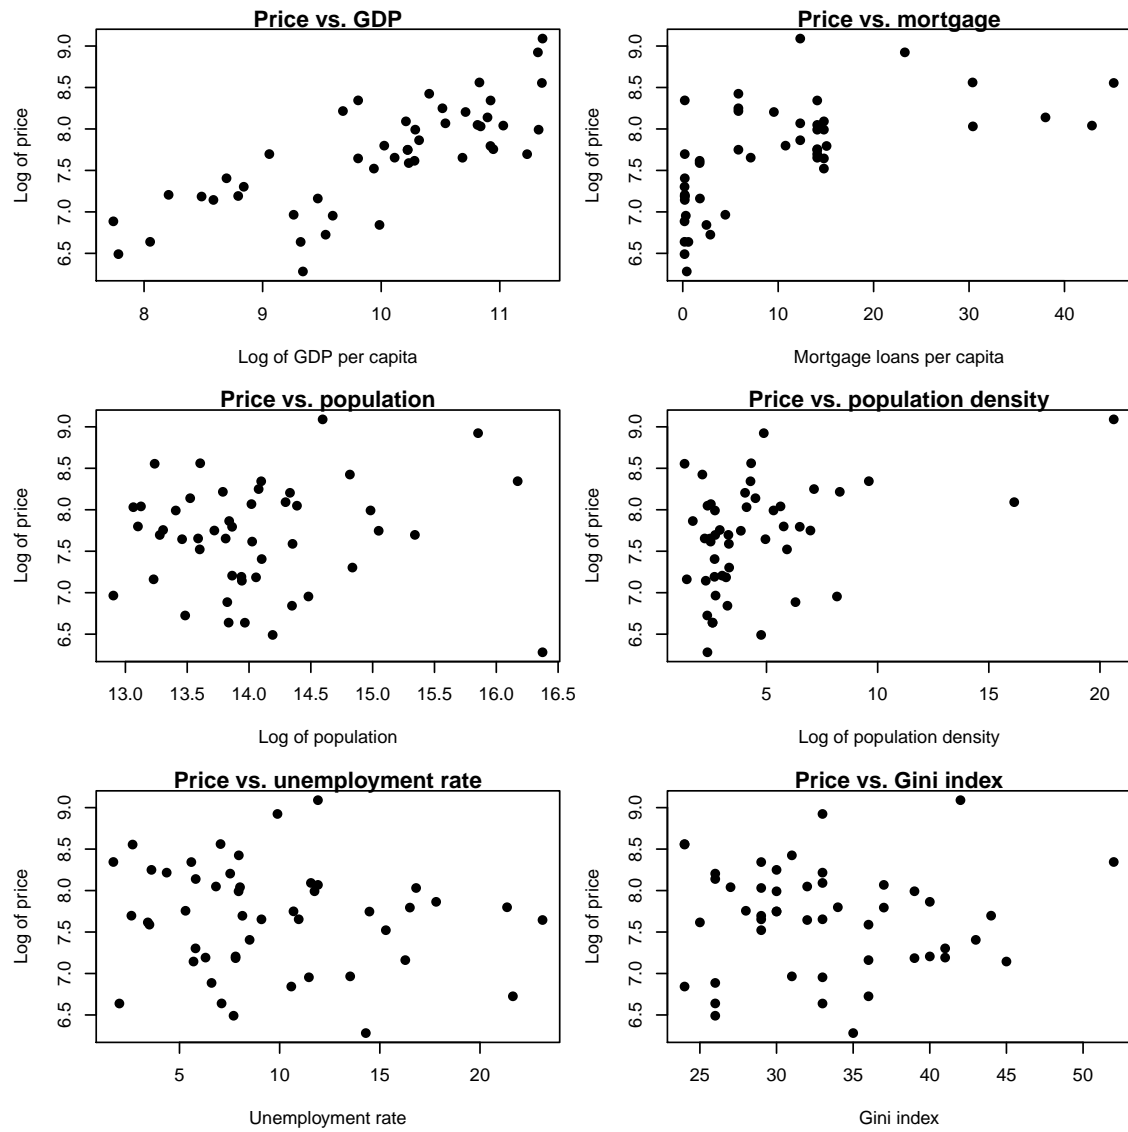 Price vs. GDP
Log of price
9.0
8.5
8.0
7.5
7.0
6.5
8 9 10 11
Log of GDP per capita
Price vs. mortgage
Log of price
9.0
8.5
8.0
7.5
7.0
6.5
0 10 20 30 40
Mortgage loans per capita
Price vs. population
Log of price
9.0
8.5
8.0
7.5
7.0
6.5
13.0 13.5 14.0 14.5 15.0 15.5 16.0 16.5
Log of population
Price vs. population density
Log of price
9.0
8.5
8.0
7.5
7.0
6.5
5 10 15 20
Log of population density
Price vs. unemployment rate
Log of price
9.0
8.5
8.0
7.5
7.0
6.5
5 10 15 20
Unemployment rate
Price vs. Gini index
Log of price
9.0
8.5
8.0
7.5
7.0
6.5
25 30 35 40 45 50
Gini index